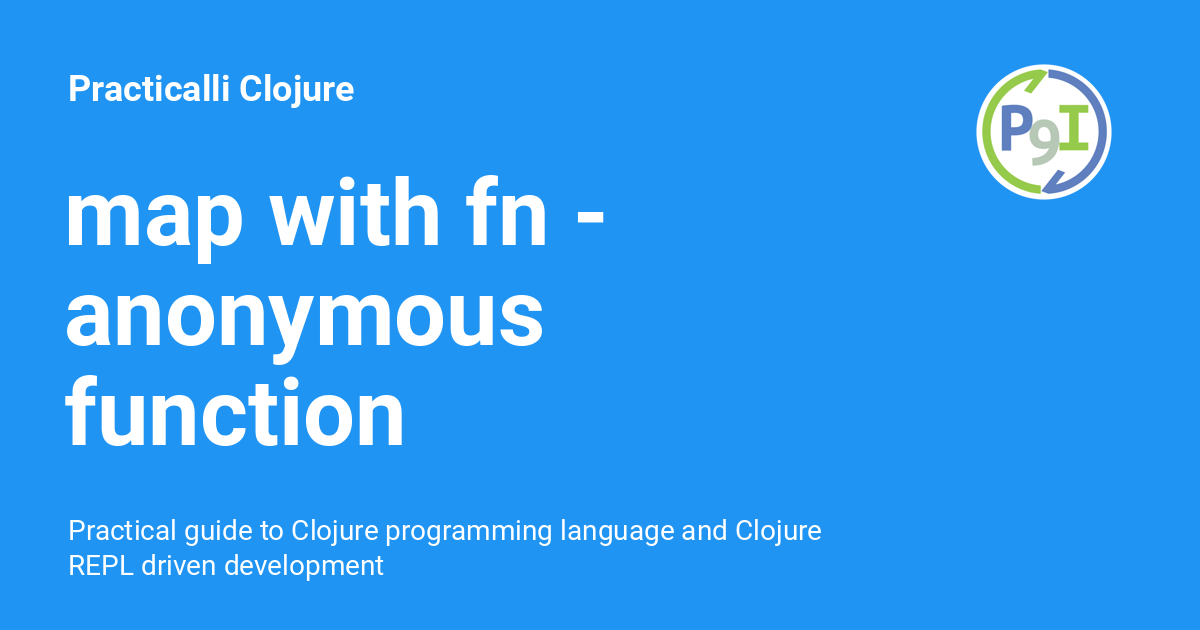 Practicalli Clojure
P9I
map with fn -
anonymous
function
Practical guide to Clojure programming language and Clojure
REPL driven development